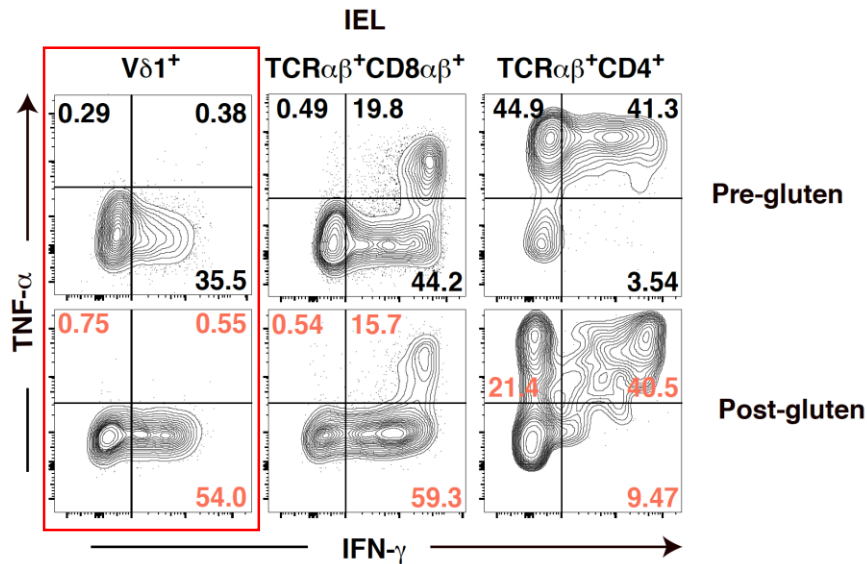 IEL
Vδ1+ TCRαβ+CD8αβ+ TCRαβ+CD4+
0.29 0.38 0.49 19.8 44.9 41.3
Pre-gluten
35.5 44.2 3.54
TNF-α
0.75 0.55 0.54 15.7
21.4 40.5
Post-gluten
54.0 59.3 9.47
IFN-γ